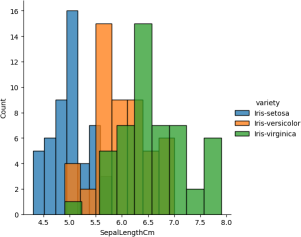 16
14
12
10
8
6
4
2
0
Count
4.5 5.0 5.5 6.0 6.5 7.0 7.5 8.0
SepalLengthCm
variety
Iris-setosa
Iris-versicolor
Iris-virginica